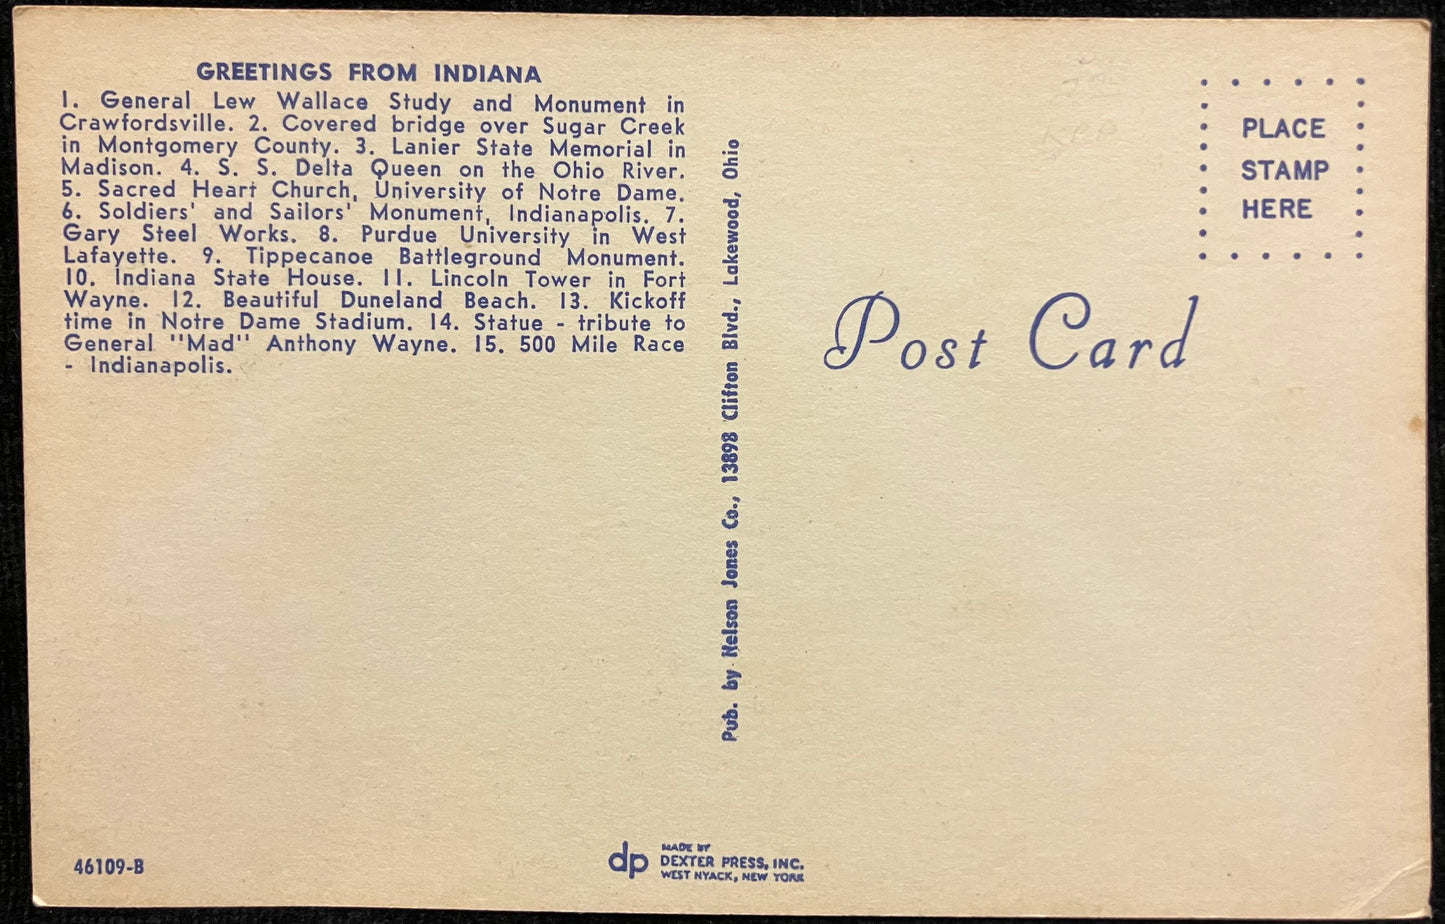 GREETINGS FROM INDIANA
1. General Lew Wallace Study and Monument in
Crawfordsville. 2. Covered bridge over Sugar Creek
in Montgomery County. 3. Lanier State Memorial in
Madison. 4. S. S. Delta Queen on the Ohio River.
5. Sacred Heart Church, University of Notre Dame.
6. Soldiers' and Sailors' Monument, Indianapolis. 7.
Gary Steel Works. 8. Purdue University in West
Lafayette. 9. Tippecanoe Battleground Monument.
10. Indiana State House. 11. Lincoln Tower in Fort
Wayne. 12. Beautiful Duneland Beach. 13. Kickoff
time in Notre Dame Stadium. 14. Statue - tribute to
General "Mad" Anthony Wayne. 15. 500 Mile Race
- Indianapolis.
Pub. by Nelson Jones Co., 13898 Clifton Blvd., Lakewood, Ohio
PLACE
STAMP
HERE
Post Card
46109-B
dp
MADE BY
DEXTER PRESS, INC.
WEST NYACK, NEW YORK